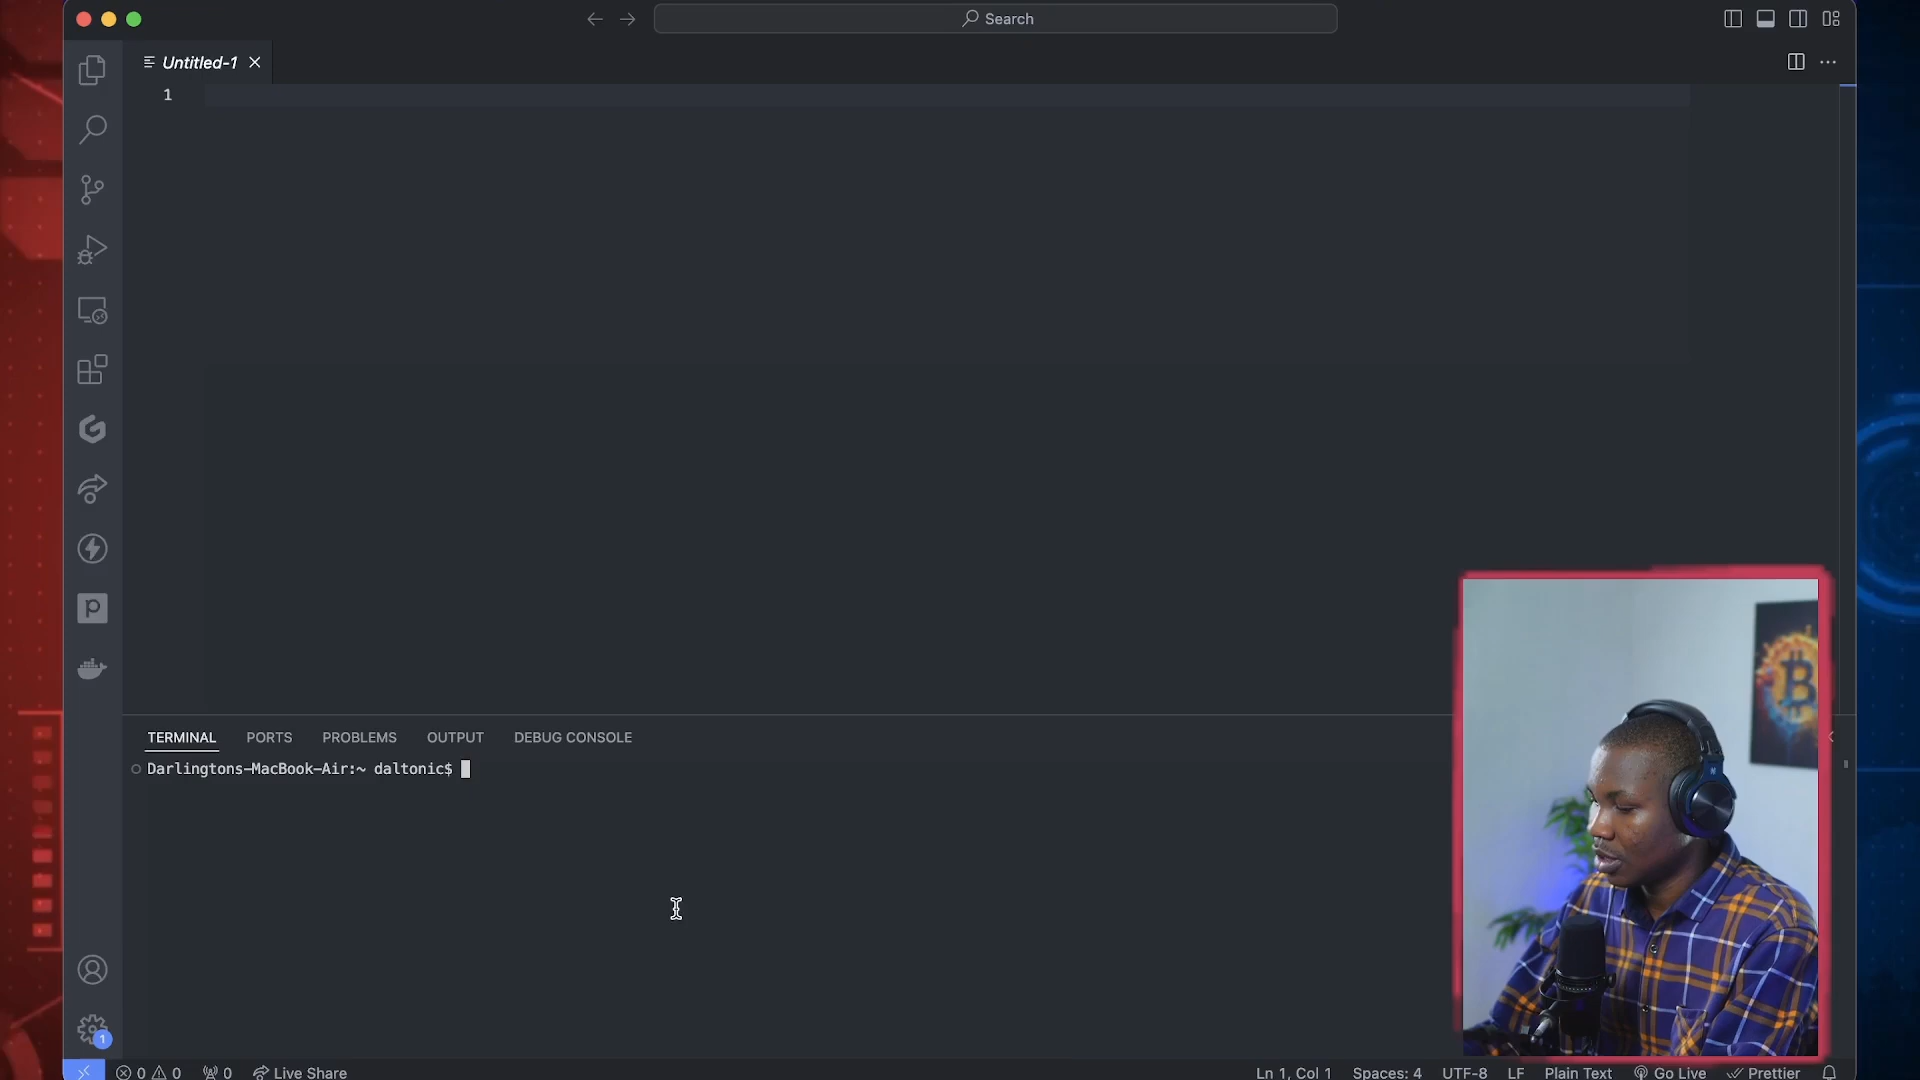 Search
Untitled-1
1
TERMINAL PORTS PROBLEMS OUTPUT DEBUG CONSOLE
Darlingtons-MacBook-Air:~ daltonic$
1
0 0 0 Live Share Ln 1, Col 1 Spaces: 4 UTF-8 LF Plain Text Go Live Prettier